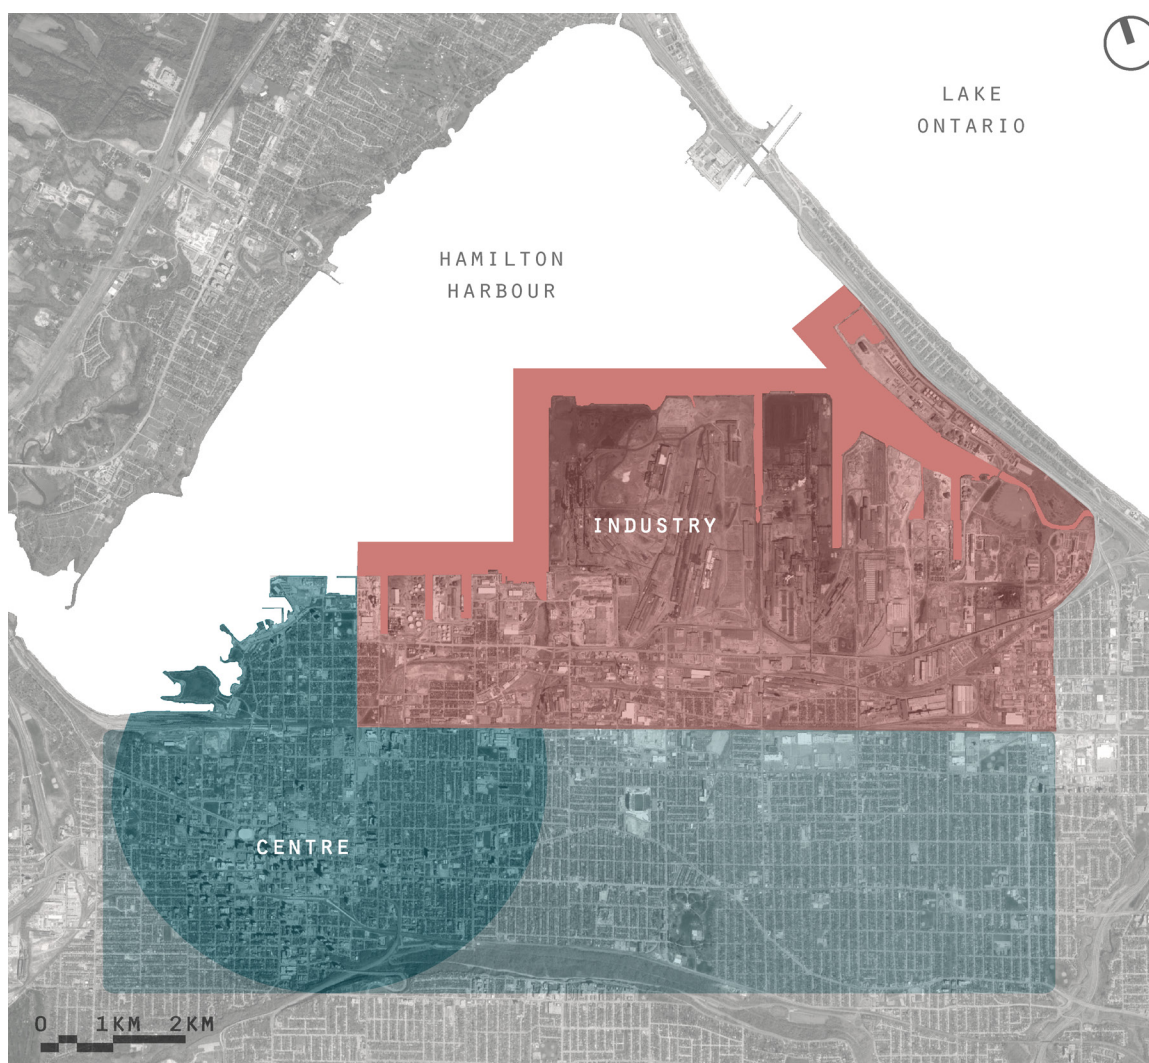 LAKE
ONTARIO
HAMILTON
HARBOUR
INDUSTRY
CENTRE
0 1KM 2KM